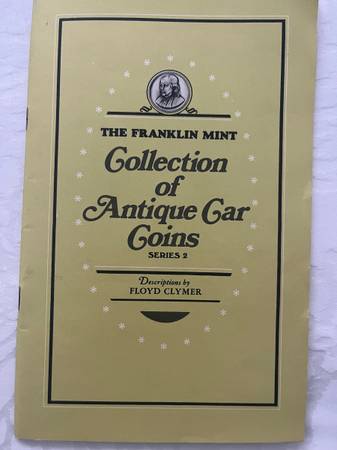 THE FRANKLIN MINT
Collection
of
Antique Car
Coins
SERIES 2
Descriptions by
FLOYD CLYMER